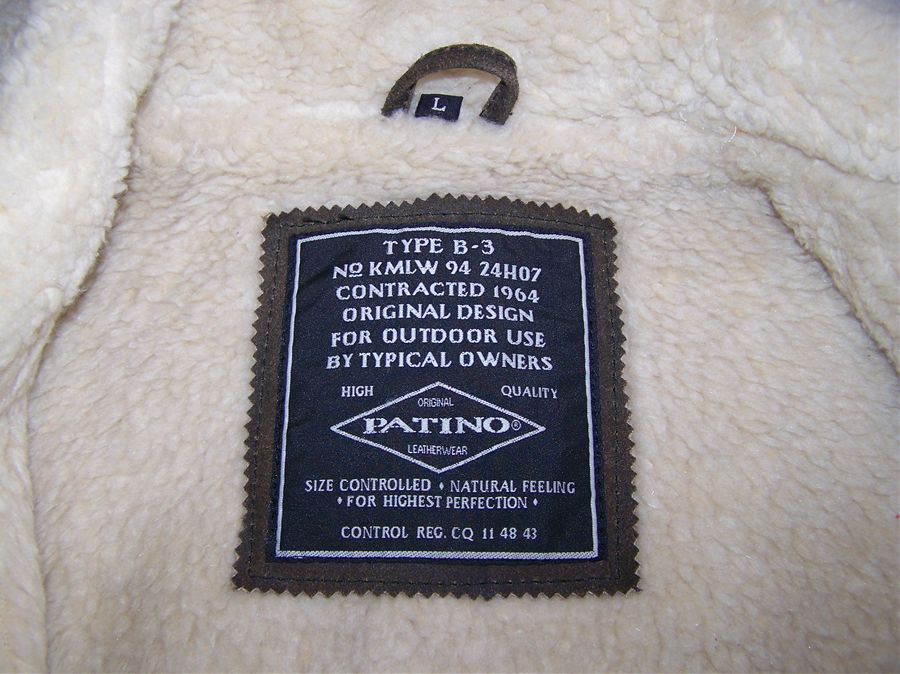 L
TYPE B-3
No KMLW 94 24H07
CONTRACTED 1964
ORIGINAL DESIGN
FOR OUTDOOR USE
BY TYPICAL OWNERS
HIGH QUALITY
ORIGINAL
PATINO®
LEATHERWEAR
SIZE CONTROLLED ♦ NATURAL FEELING
♦ FOR HIGHEST PERFECTION ♦
CONTROL REG. CQ 11 48 43